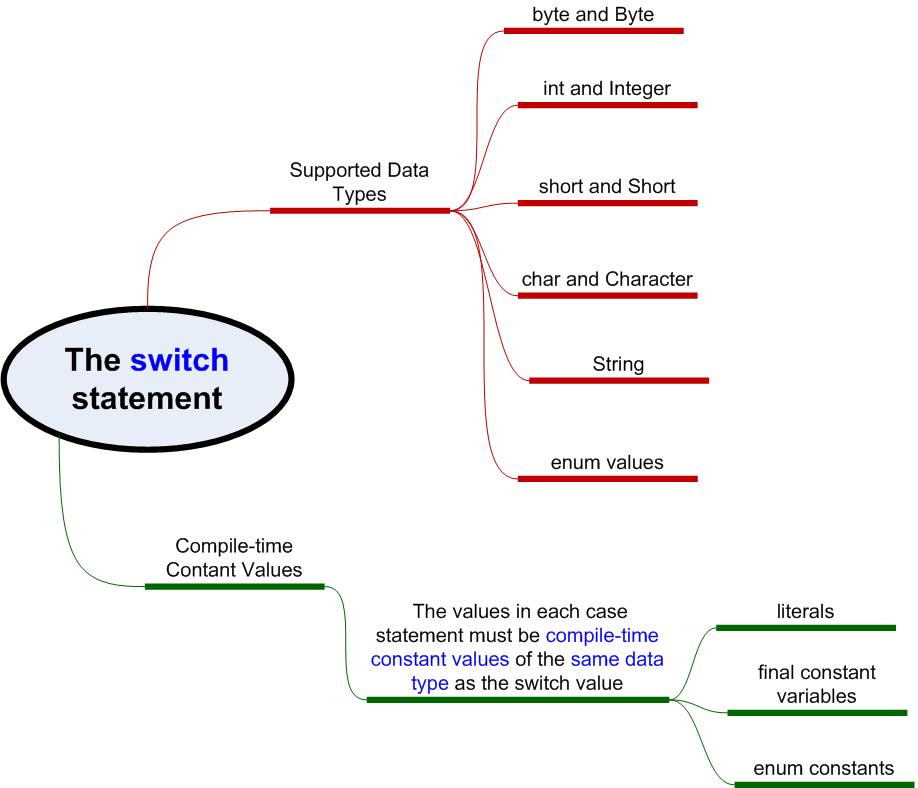 The switch
statement
Supported Data
Types
byte and Byte
int and Integer
short and Short
char and Character
String
enum values
Compile-time
Contant Values
The values in each case
statement must be compile-time
constant values of the same data
type as the switch value
literals
final constant
variables
enum constants